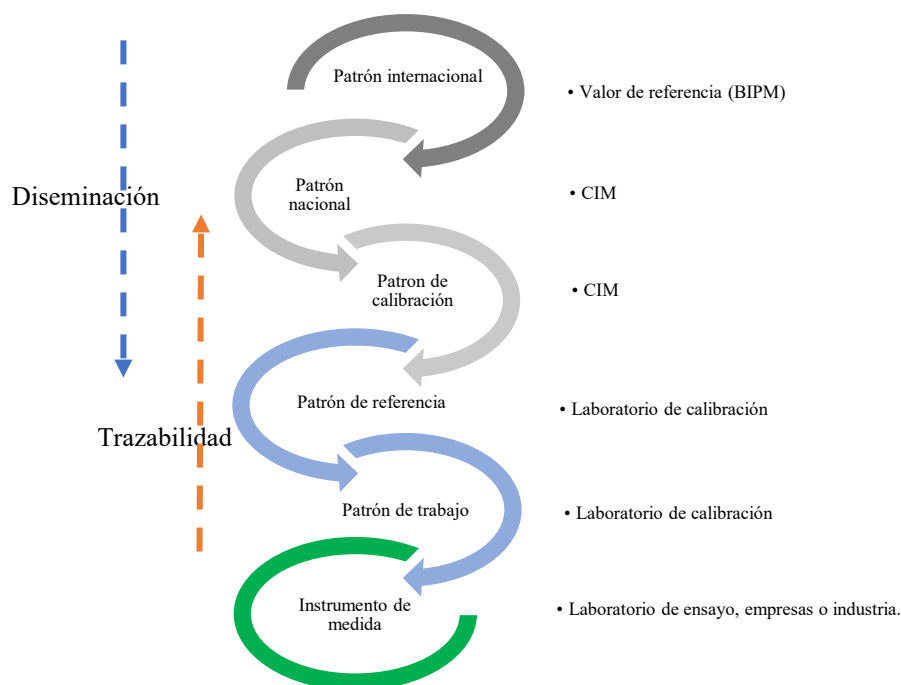 Patrón internacional
• Valor de referencia (BIPM)
Diseminación
Patrón
nacional
• CIM
Patron de
calibración
• CIM
Patrón de referencia
• Laboratorio de calibración
Trazabilidad
Patrón de trabajo
• Laboratorio de calibración
Instrumento de
medida
• Laboratorio de ensayo, empresas o industria.